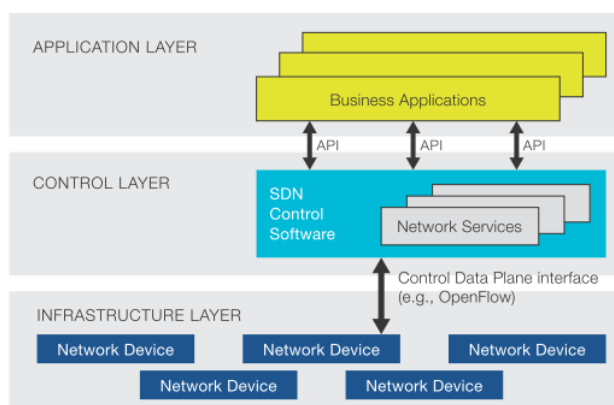 APPLICATION LAYER
Business Applications
API
API
API
CONTROL LAYER
SDN
Control
Software
Network Services
Control Data Plane interface
(e.g., OpenFlow)
INFRASTRUCTURE LAYER
Network Device
Network Device
Network Device
Network Device
Network Device